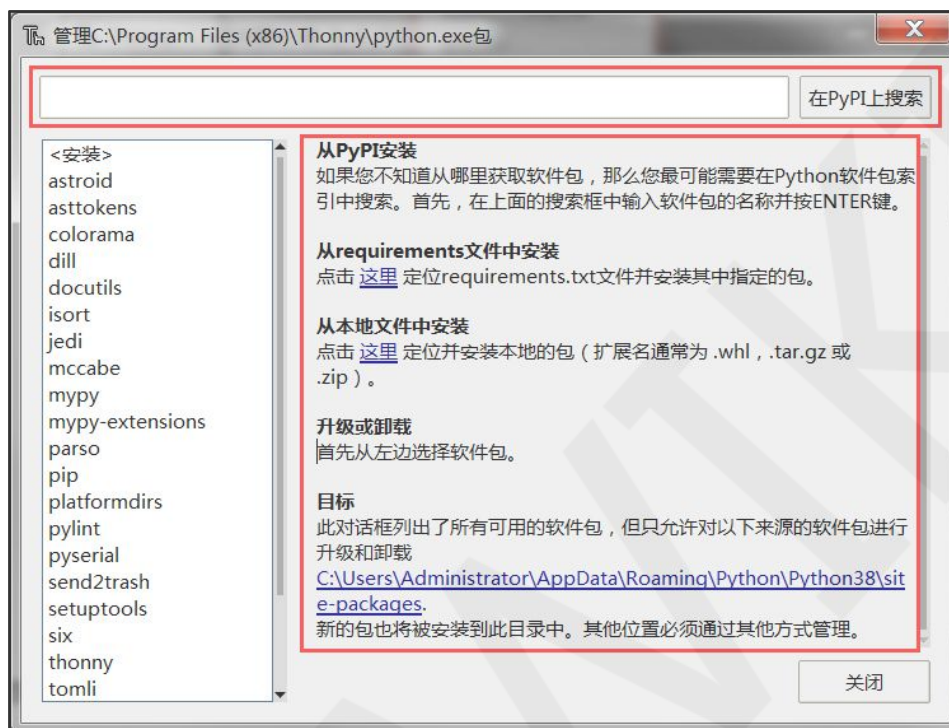 管理C:\Program Files (x86)\Thonny\python.exe包
在PyPI上搜索
<安装>
astroid
asttokens
colorama
dill
docutils
isort
jedi
mccabe
mypy
mypy-extensions
parso
pip
platformdirs
pylint
pyserial
send2trash
setuptools
six
thonny
tomli
从PyPI安装
如果您不知道从哪里获取软件包，那么您最可能需要在Python软件包索
引中搜索。首先，在上面的搜索框中输入软件包的名称并按ENTER键。
从requirements文件中安装
点击 这里 定位requirements.txt文件并安装其中指定的包。
从本地文件中安装
点击 这里 定位并安装本地的包（扩展名通常为 .whl，.tar.gz 或
.zip）。
升级或卸载
首先从左边选择软件包。
目标
此对话框列出了所有可用的软件包，但只允许对以下来源的软件包进行
升级和卸载
C:\Users\Administrator\AppData\Roaming\Python\Python38\sit
e-packages.
新的包也将被安装到此目录中。其他位置必须通过其他方式管理。
关闭